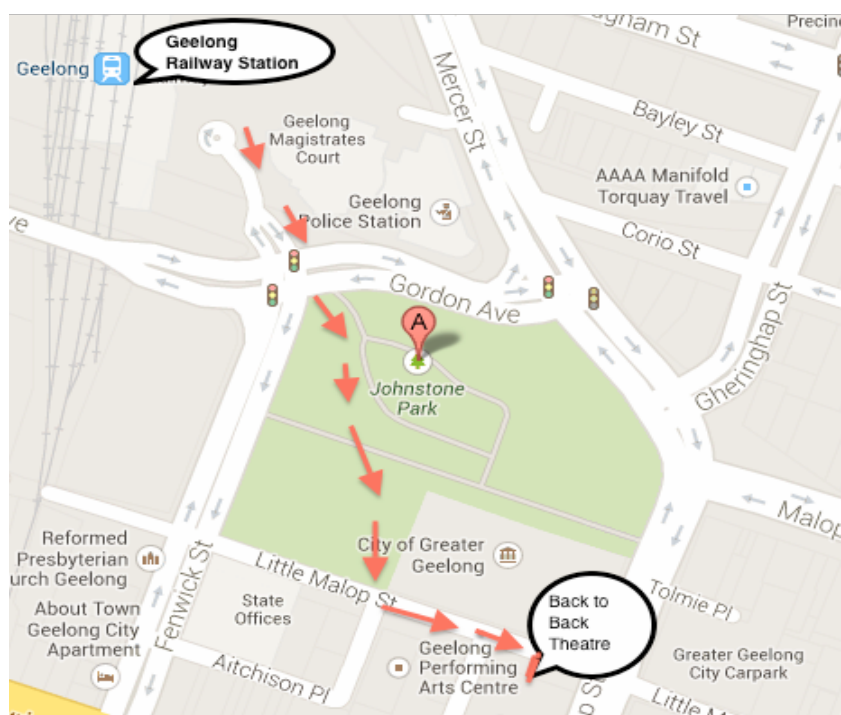 Geelong
Railway Station
Geelong
Precinc
gham St
Mercer St
Bayley St
Geelong
Magistrates
Court
AAAA Manifold
Torquay Travel
Geelong
Police Station
Corio St
Gordon Ave
A
Johnstone
Park
Gheringhap St
Malop
Reformed
Presbyterian
urch Geelong
City of Greater
Geelong
Fenwick St
Little Malop St
Tolmie Pl
About Town
Geelong City
Apartment
State
Offices
Back to
Back
Theatre
Geelong
Performing
Arts Centre
Greater Geelong
City Carpark
Aitchison Pl
p St
Little M